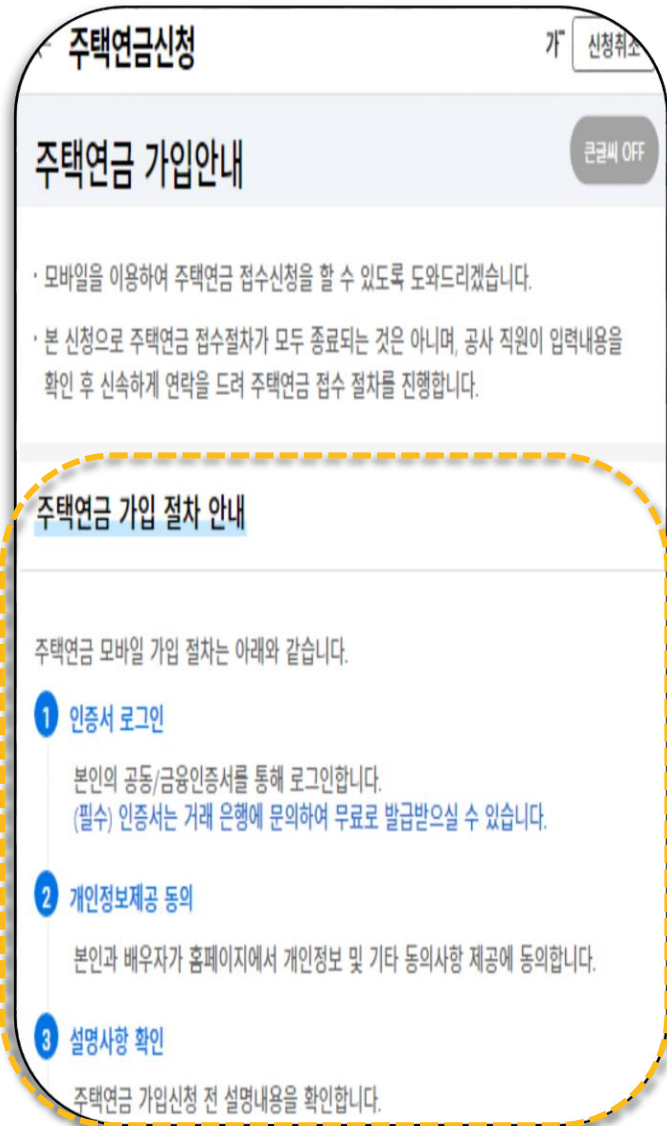 ← 주택연금신청 가 신청취소
주택연금 가입안내 큰글씨 OFF
· 모바일을 이용하여 주택연금 접수신청을 할 수 있도록 도와드리겠습니다.
· 본 신청으로 주택연금 접수절차가 모두 종료되는 것은 아니며, 공사 직원이 입력내용을
확인 후 신속하게 연락을 드려 주택연금 접수 절차를 진행합니다.
주택연금 가입 절차 안내
주택연금 모바일 가입 절차는 아래와 같습니다.
1 인증서 로그인
본인의 공동/금융인증서를 통해 로그인합니다.
(필수) 인증서는 거래 은행에 문의하여 무료로 발급받으실 수 있습니다.
2 개인정보제공 동의
본인과 배우자가 홈페이지에서 개인정보 및 기타 동의사항 제공에 동의합니다.
3 설명사항 확인
주택연금 가입신청 전 설명내용을 확인합니다.